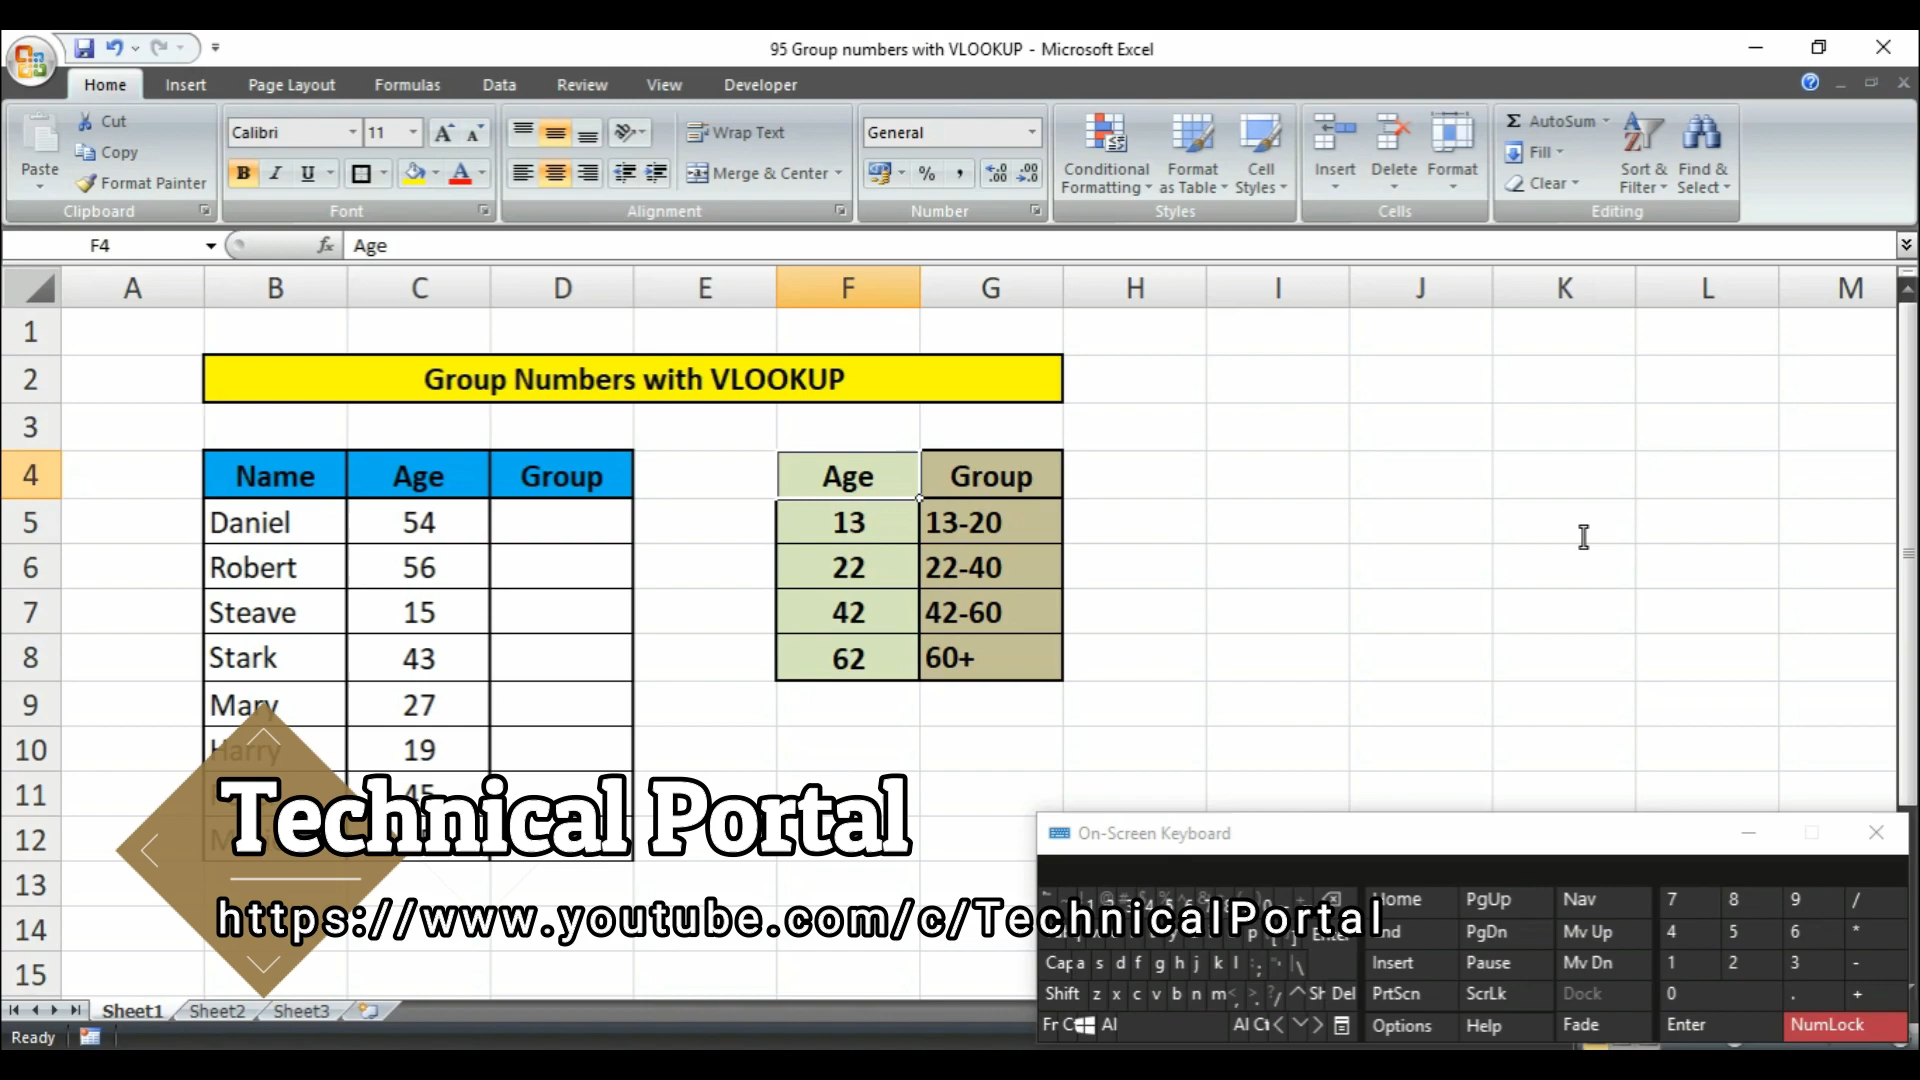 95 Group numbers with VLOOKUP - Microsoft Excel
Home Insert Page Layout Formulas Data Review View Developer
Paste Cut Copy Format Painter
Calibri 11
B I U
Wrap Text
Merge & Center
General
% ,
Conditional Formatting Format as Table Cell Styles
Insert Delete Format
Σ AutoSum Fill Clear
Sort & Filter Find & Select
Clipboard Font Alignment Number Styles Cells Editing
F4 fx Age
A B C D E F G H I J K L M
1
2 Group Numbers with VLOOKUP
3
4 Name Age Group Age Group
5 Daniel 54 13 13-20
6 Robert 56 22 22-40
7 Steave 15 42 42-60
8 Stark 43 62 60+
9 Mary 27
10 Harry 19
11 45
12
13
14
15
Technical Portal
https://www.youtube.com/c/TechnicalPortal
On-Screen Keyboard
Home PgUp Nav 7 8 9 /
PgDn Mv Up 4 5 6 *
a s d f g h j k l : ; " ' | \ Insert Pause Mv Dn 1 2 3 -
Shift z x c v b n m < , > . ? / Del PrtScn ScrLk Dock 0 . +
Options Help Fade Enter NumLock
Sheet1 Sheet2 Sheet3
Ready